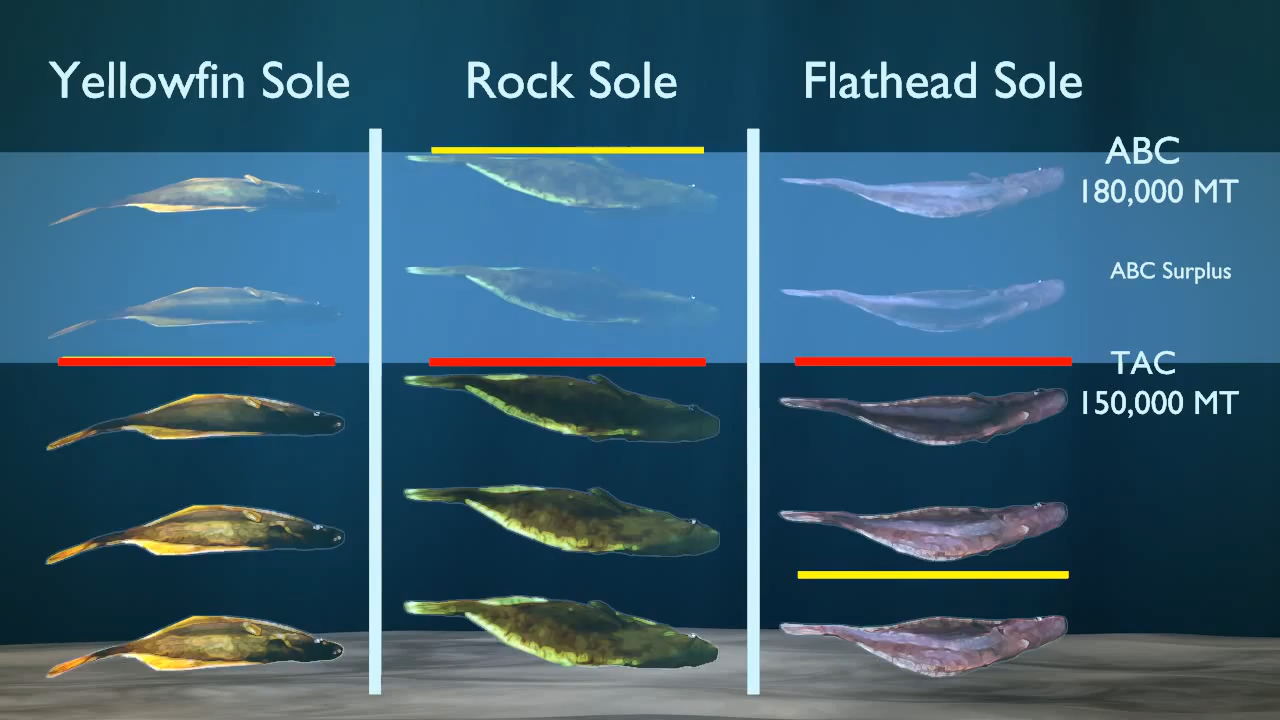 Yellowfin Sole
Rock Sole
Flathead Sole
ABC
180,000 MT
ABC Surplus
TAC
150,000 MT